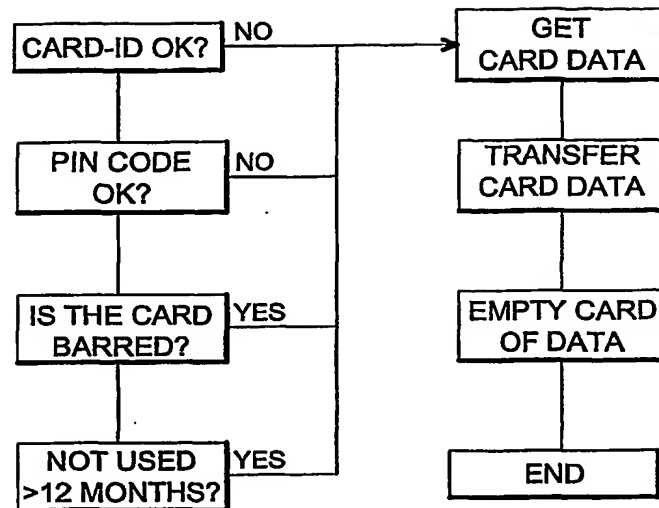 CARD-ID OK?
NO
PIN CODE
OK?
NO
IS THE CARD
BARRED?
YES
NOT USED
>12 MONTHS?
YES
GET
CARD DATA
TRANSFER
CARD DATA
EMPTY CARD
OF DATA
END